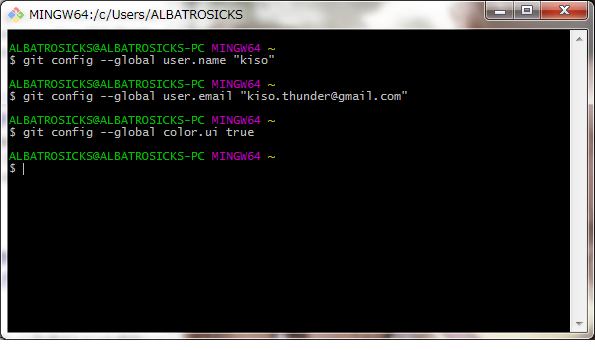 MINGW64:/c/Users/ALBATROSICKS
ALBATROSICKS@ALBATROSICKS-PC MINGW64 ~
$ git config --global user.name "kiso"
ALBATROSICKS@ALBATROSICKS-PC MINGW64 ~
$ git config --global user.email "kiso.thunder@gmail.com"
ALBATROSICKS@ALBATROSICKS-PC MINGW64 ~
$ git config --global color.ui true
ALBATROSICKS@ALBATROSICKS-PC MINGW64 ~
$